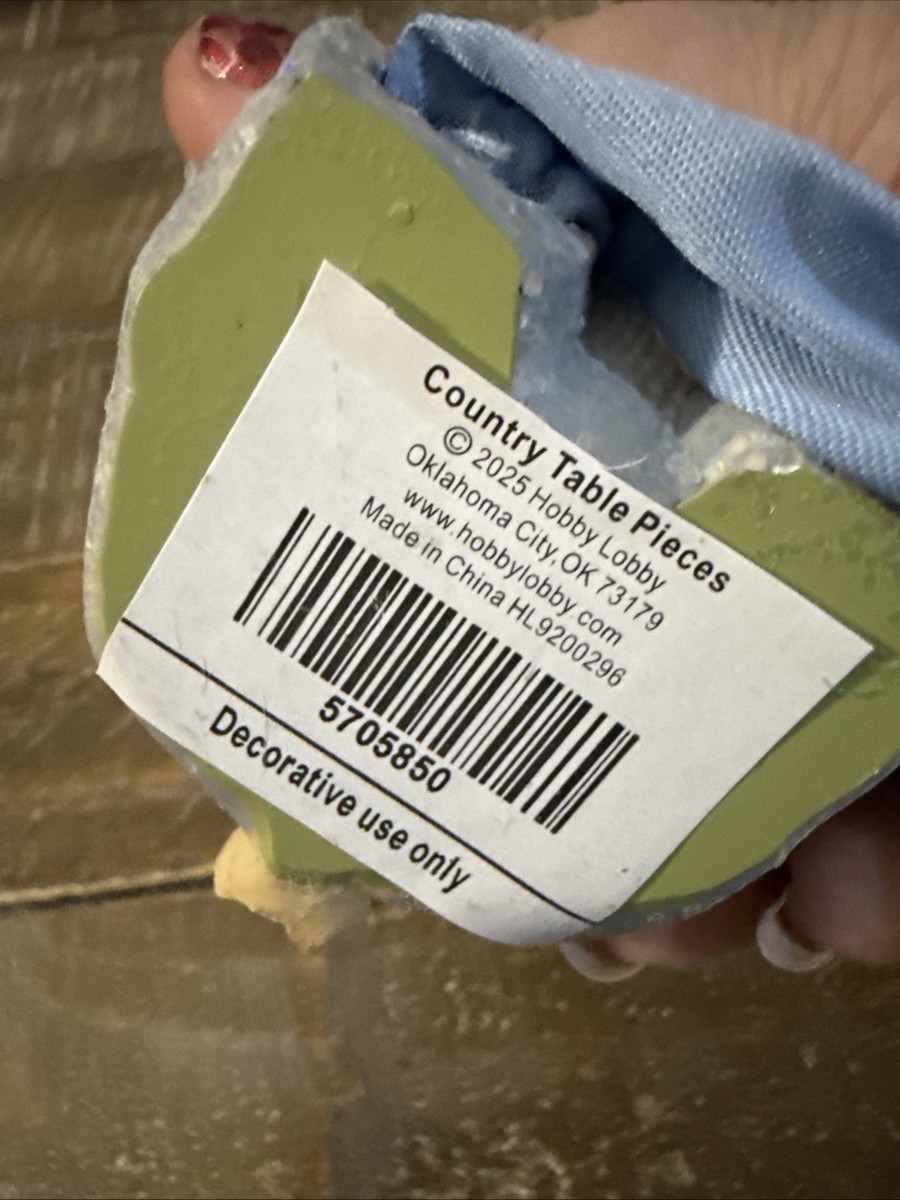 Country Table Pieces
© 2025 Hobby Lobby
Oklahoma City, OK 73179
www.hobbylobby.com
Made in China HL9200296
5705850
Decorative use only